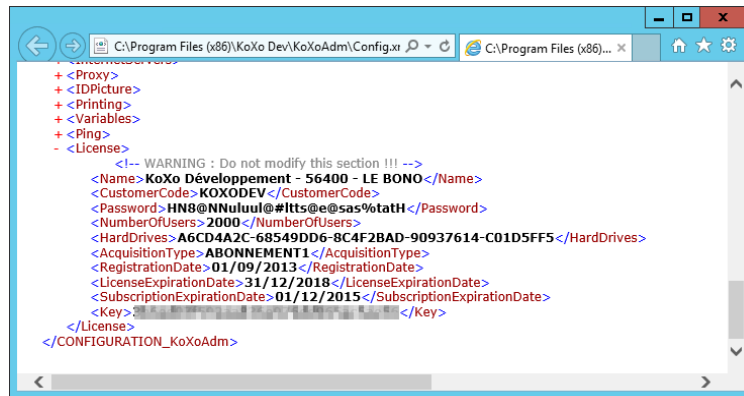 C:\Program Files (x86)\KoXo Dev\KoXoAdm\Config.xr
C:\Program Files (x86)...
+ <InternetServers>
+ <Proxy>
+ <IDPicture>
+ <Printing>
+ <Variables>
+ <Ping>
- <License>
<!-- WARNING : Do not modify this section !!! -->
<Name>KoXo Développement - 56400 - LE BONO</Name>
<CustomerCode>KOXODEV</CustomerCode>
<Password>HN8@NNuluul@#ltts@e@sas%tatH</Password>
<NumberOfUsers>2000</NumberOfUsers>
<HardDrives>A6CD4A2C-68549DD6-8C4F2BAD-90937614-C01D5FF5</HardDrives>
<AcquisitionType>ABONNEMENT1</AcquisitionType>
<RegistrationDate>01/09/2013</RegistrationDate>
<LicenseExpirationDate>31/12/2018</LicenseExpirationDate>
<SubscriptionExpirationDate>01/12/2015</SubscriptionExpirationDate>
<Key></Key>
</License>
</CONFIGURATION_KoXoAdm>